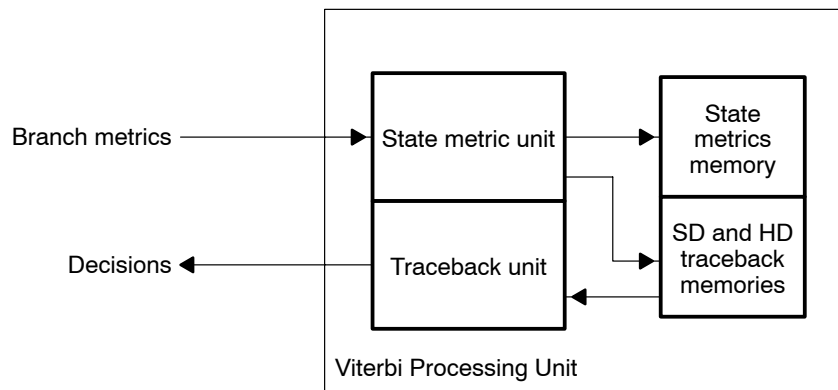 Branch metrics
State metric unit
State
metrics
memory
Decisions
Traceback unit
SD and HD
traceback
memories
Viterbi Processing Unit